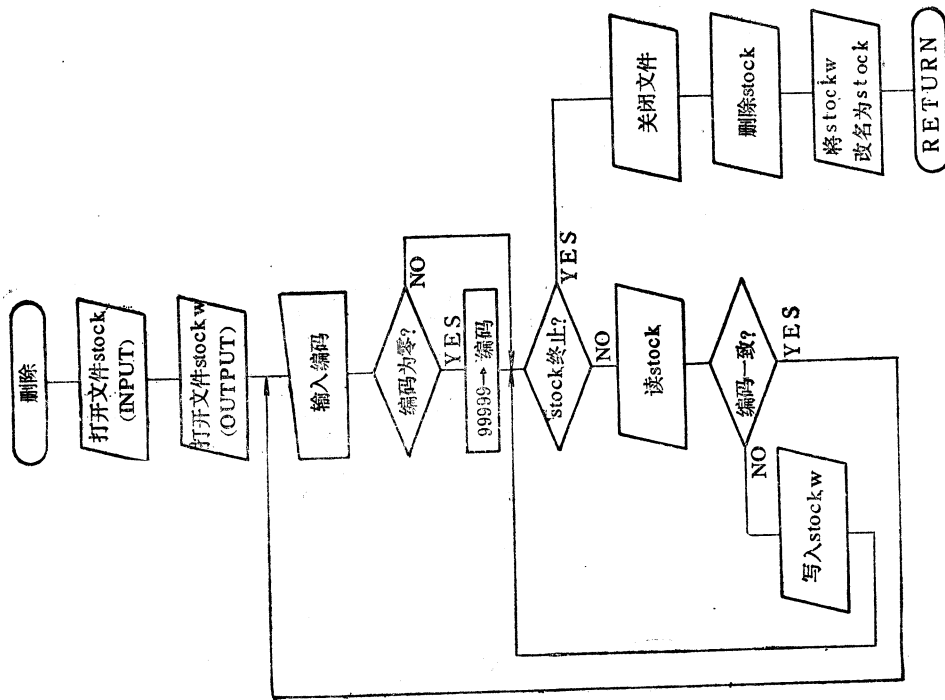 删除
打开文件stock
(INPUT)
打开文件stockw
(OUTPUT)
输入编码
编码为零?
NO
YES
99999→编码
stock终止?
YES
NO
读stock
编码一致?
YES
NO
写入stockw
关闭文件
删除stock
將stockw
改名为stock
RETURN